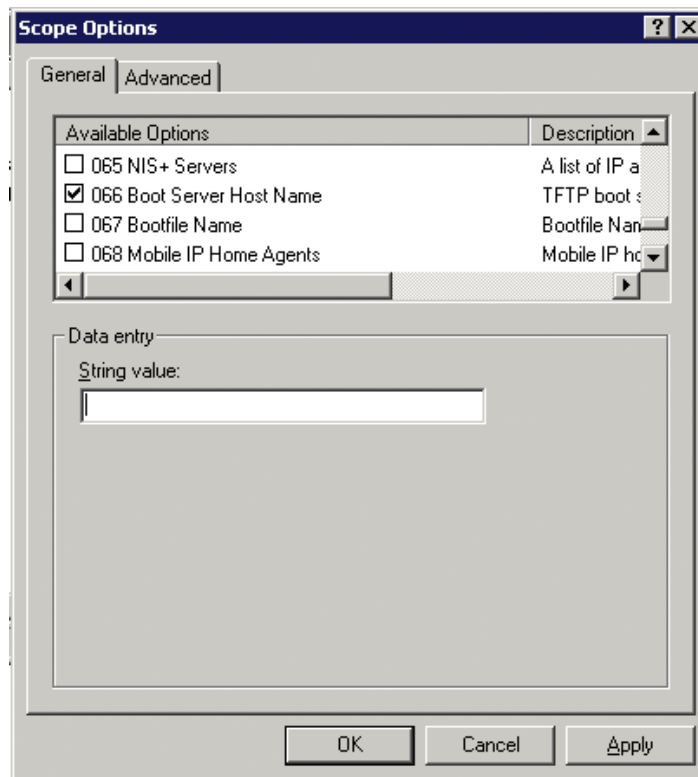 Scope Options
General Advanced
Available Options Description
065 NIS+ Servers A list of IP a
066 Boot Server Host Name TFTP boot s
067 Bootfile Name Bootfile Nan
068 Mobile IP Home Agents Mobile IP ho
Data entry
String value:
OK Cancel Apply